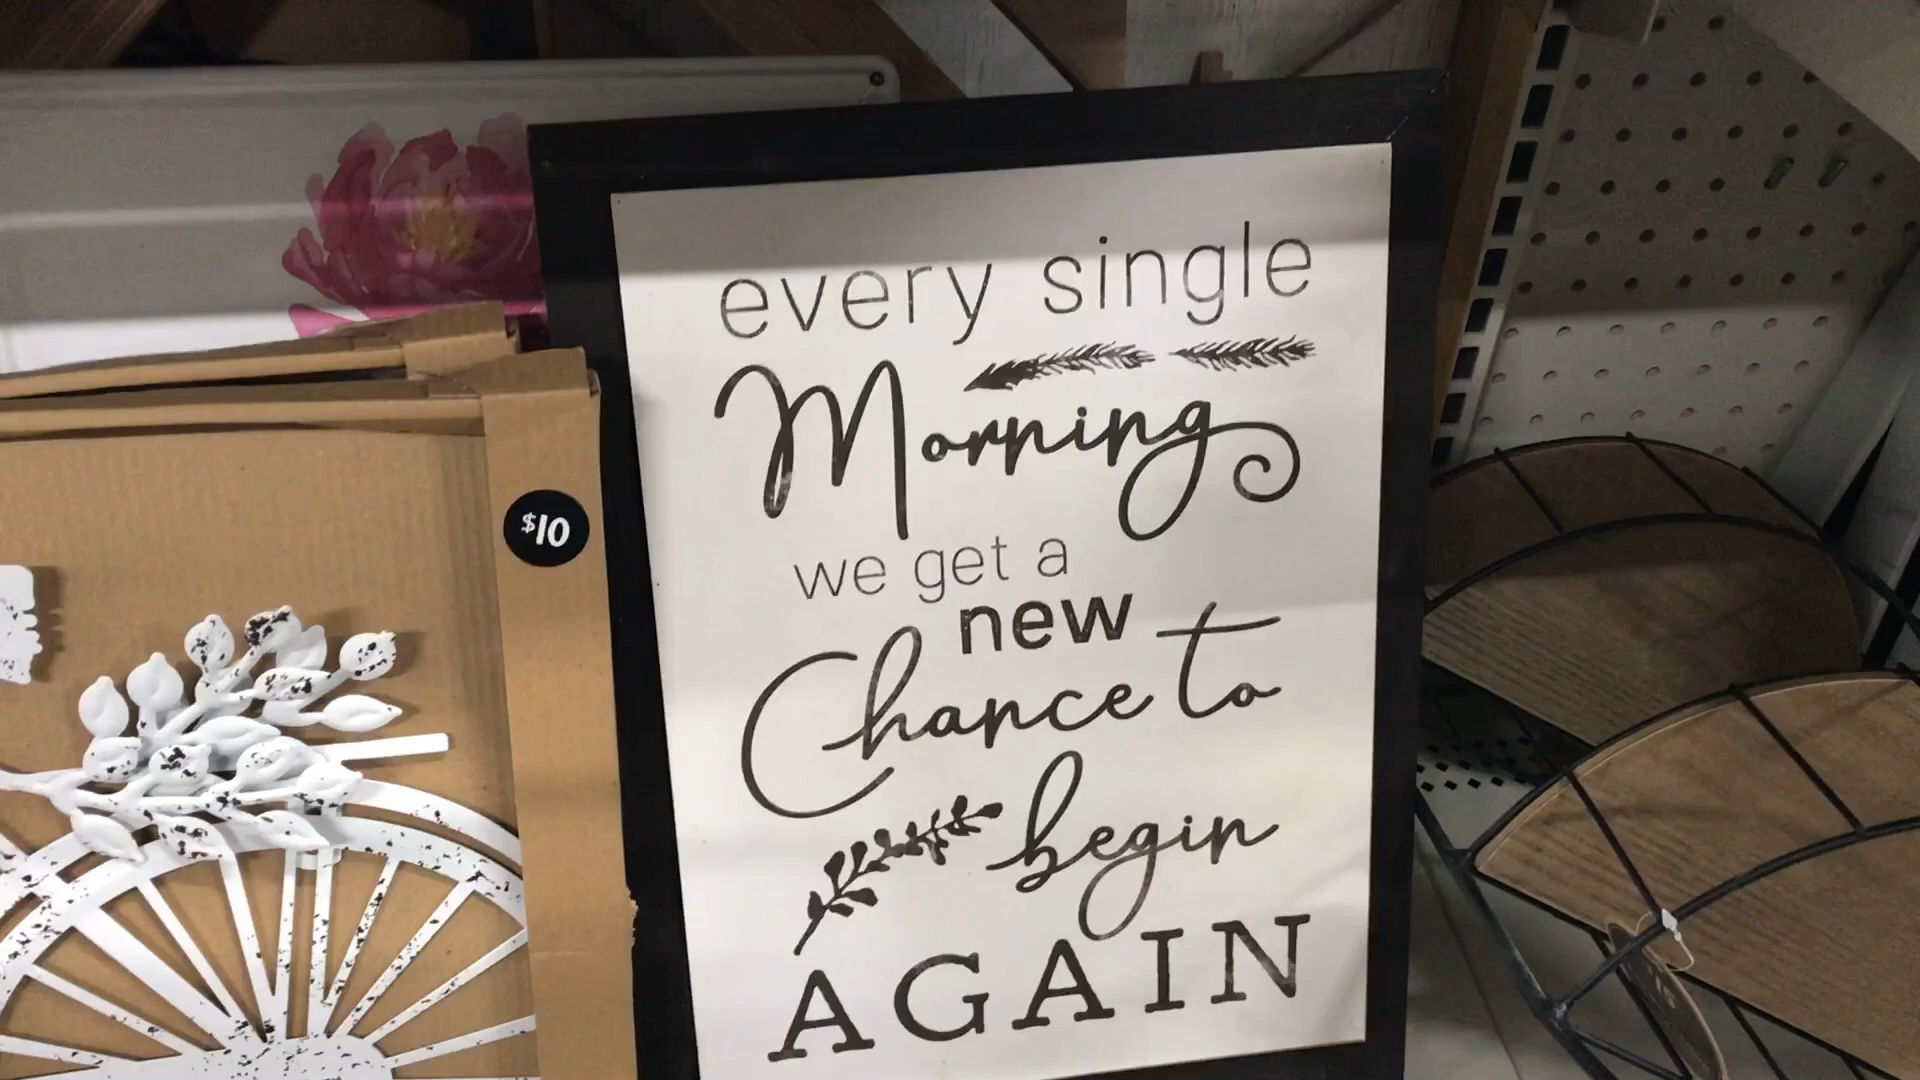 every single
Morning
we get a
new
Chance to
begin
AGAIN
$10